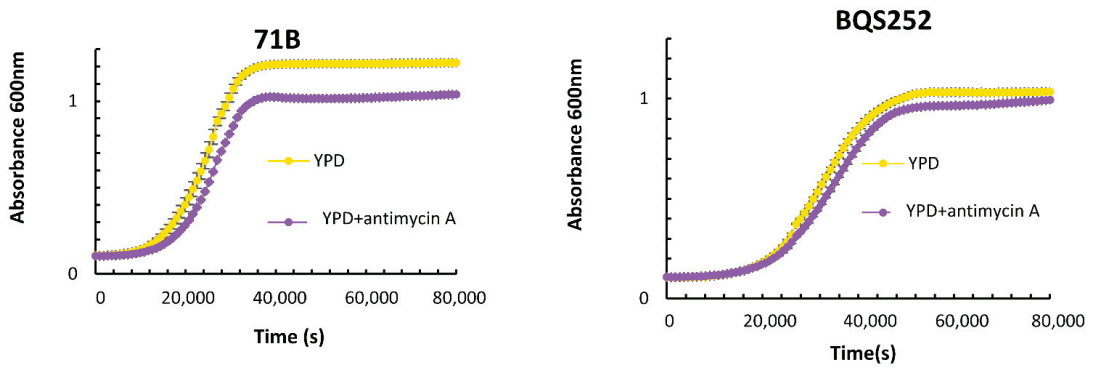 71B
Absorbance 600nm
1
0
YPD
YPD+antimycin A
0 20,000 40,000 60,000 80,000
Time (s)
BQS252
Absorbance 600nm
1
0
YPD
YPD+antimycin A
0 20,000 40,000 60,000 80,000
Time(s)